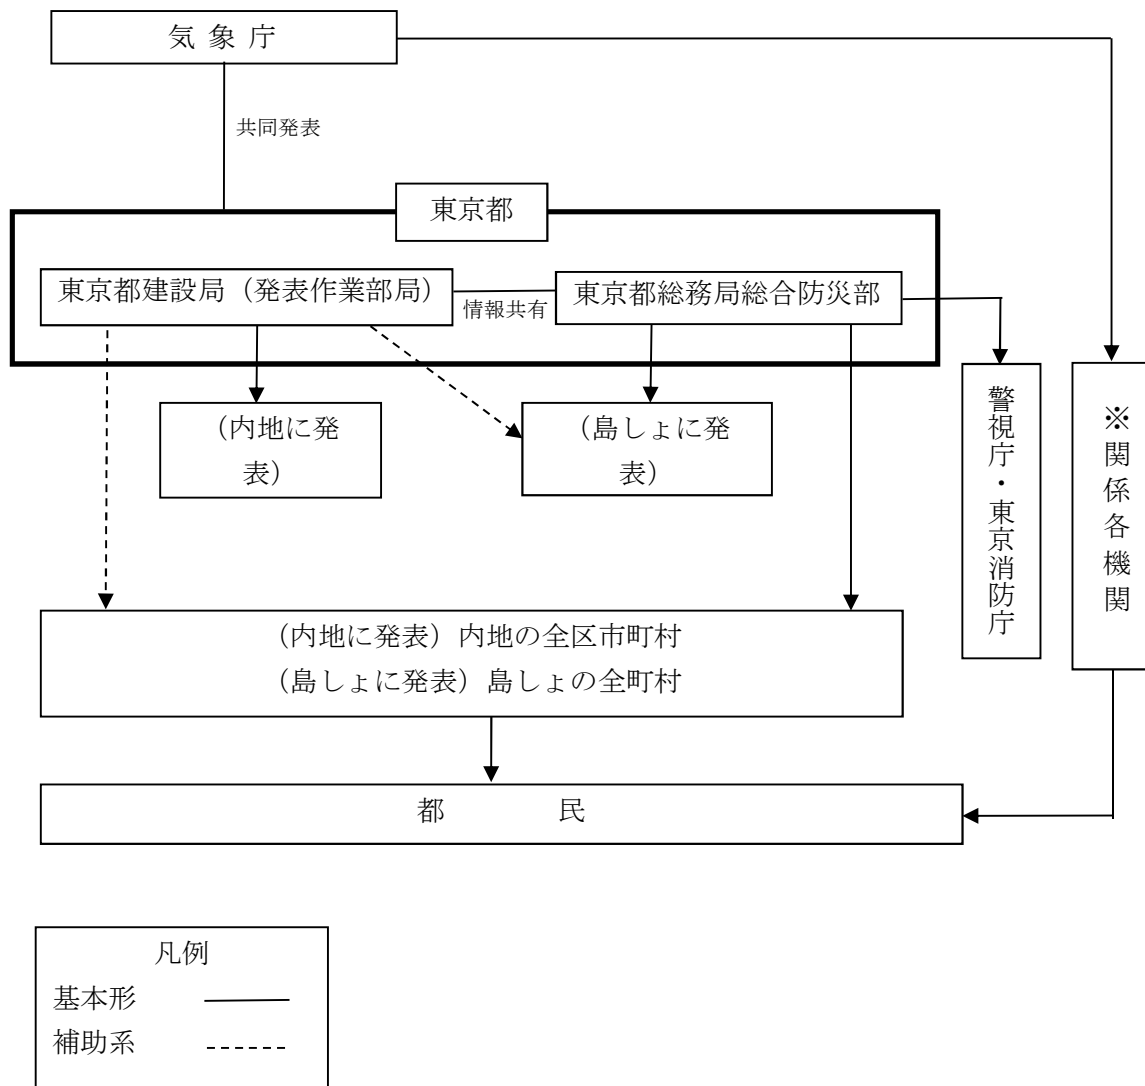 気 象 庁
共同発表
東京都
東京都建設局（発表作業部局）
情報共有
東京都総務局総合防災部
（内地に発
表）
（島しょに発
表）
警視庁・東京消防庁
※関係各機関
（内地に発表）内地の全区市町村
（島しょに発表）島しょの全町村
都　　　　民
凡例
基本形
補助系